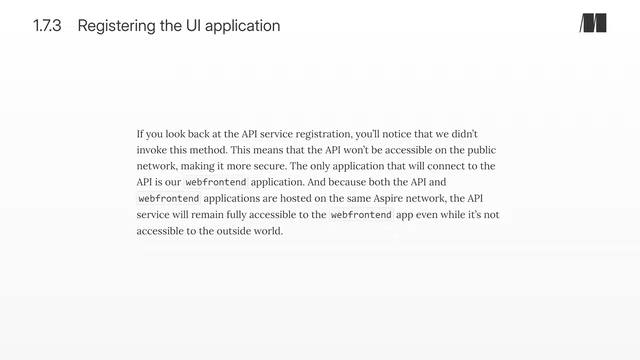 1.7.3 Registering the UI application
If you look back at the API service registration, you'll notice that we didn't
invoke this method. This means that the API won't be accessible on the public
network, making it more secure. The only application that will connect to the
API is our webfrontend application. And because both the API and
webfrontend applications are hosted on the same Aspire network, the API
service will remain fully accessible to the webfrontend app even while it's not
accessible to the outside world.